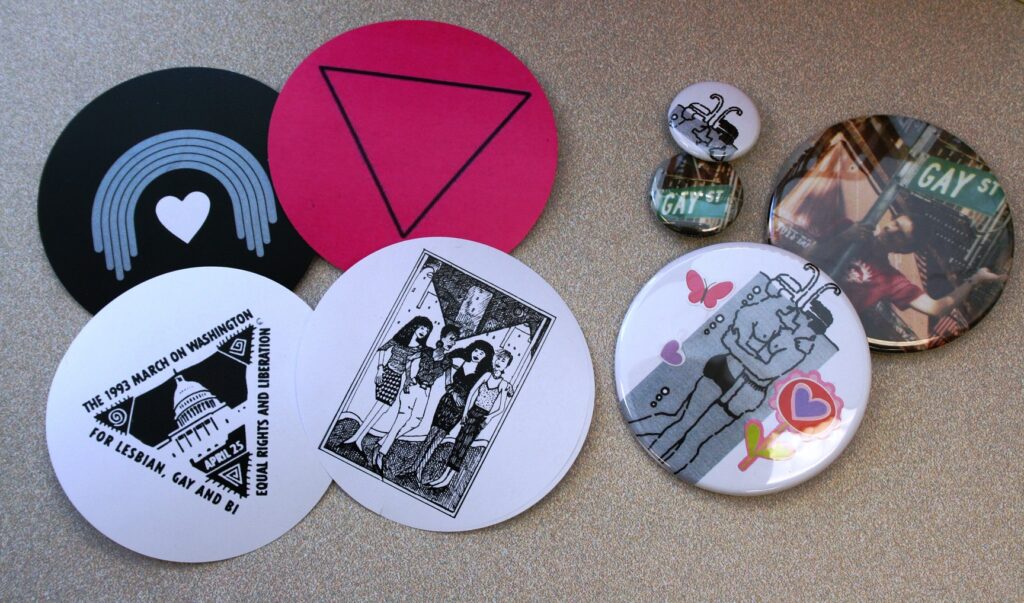 THE 1993 MARCH ON WASHINGTON
EQUAL RIGHTS AND LIBERATION
FOR LESBIAN, GAY AND BI
APRIL 25
©
GAY ST
GAY ST